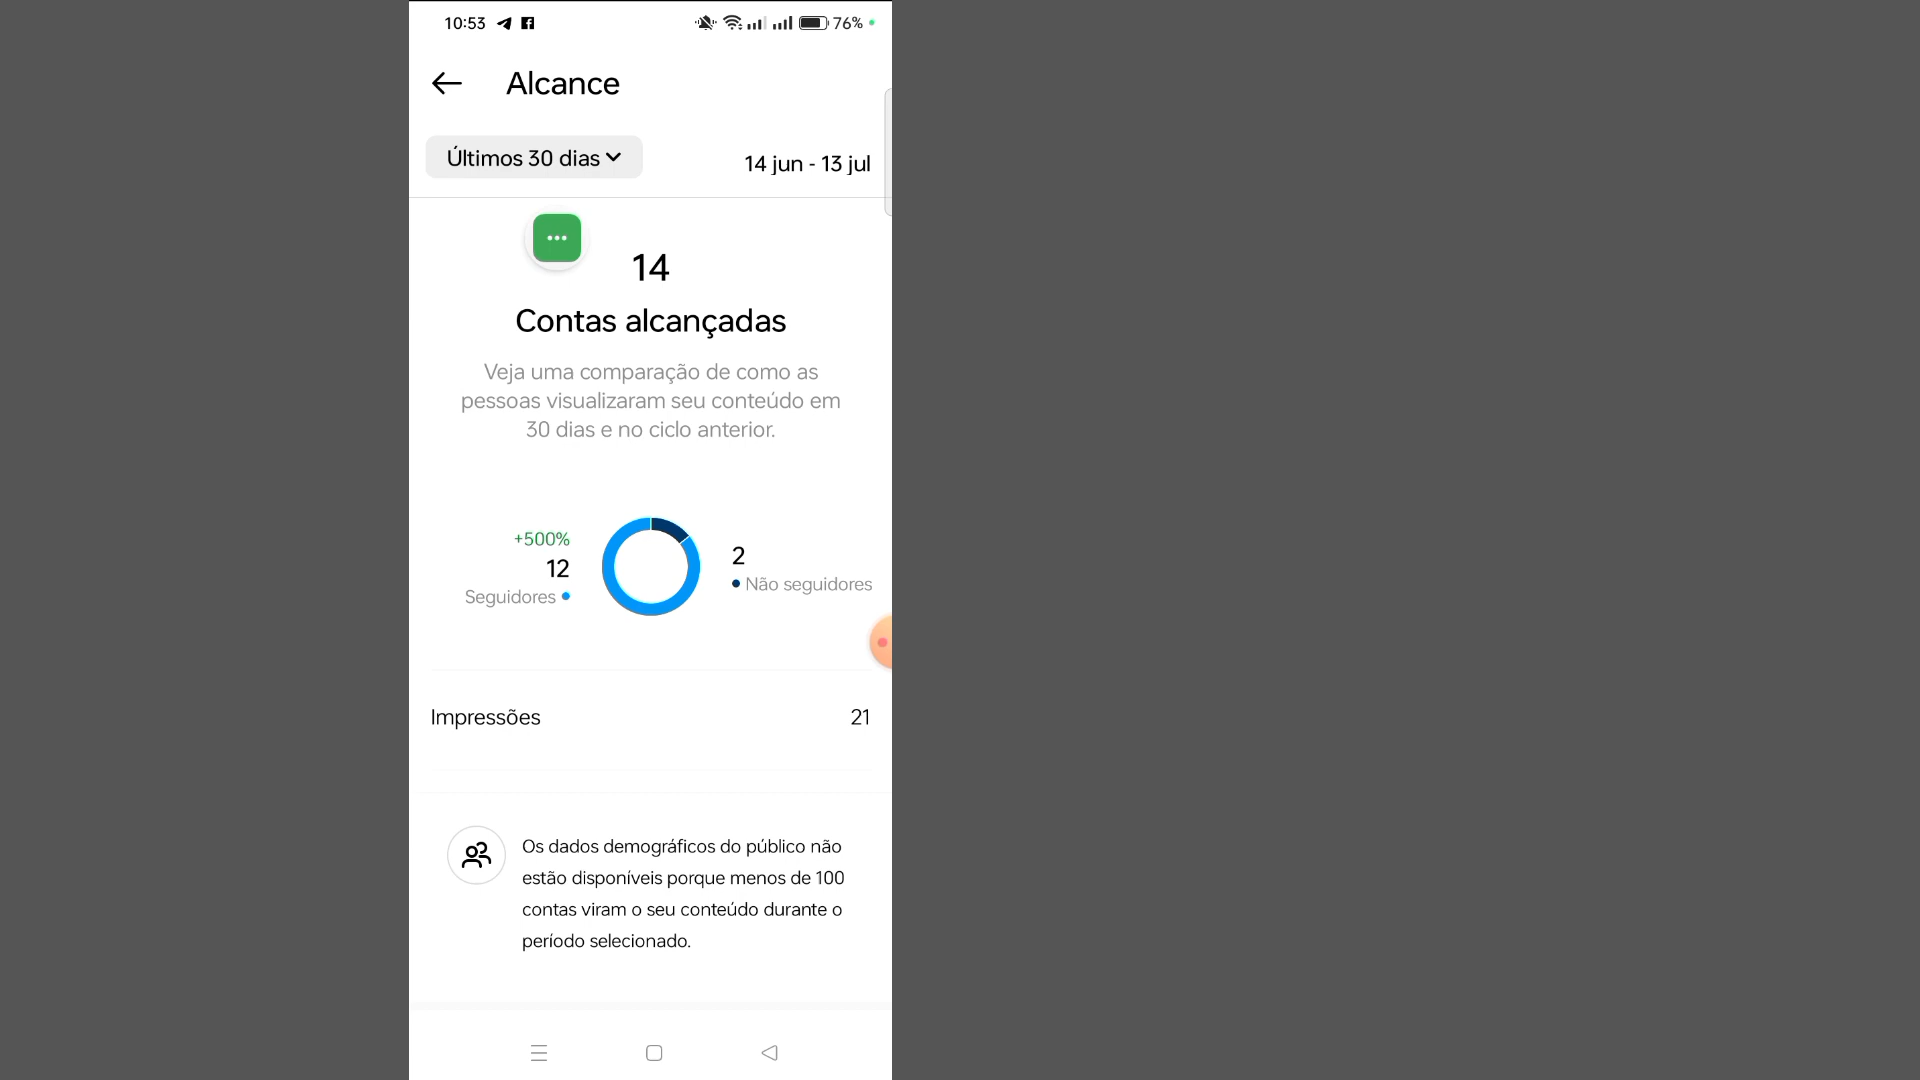 10:53
76%
Alcance
Últimos 30 dias
14 jun - 13 jul
14
Contas alcançadas
Veja uma comparação de como as
pessoas visualizaram seu conteúdo em
30 dias e no ciclo anterior.
+500%
12
Seguidores
2
Não seguidores
Impressões
21
Os dados demográficos do público não
estão disponíveis porque menos de 100
contas viram o seu conteúdo durante o
período selecionado.